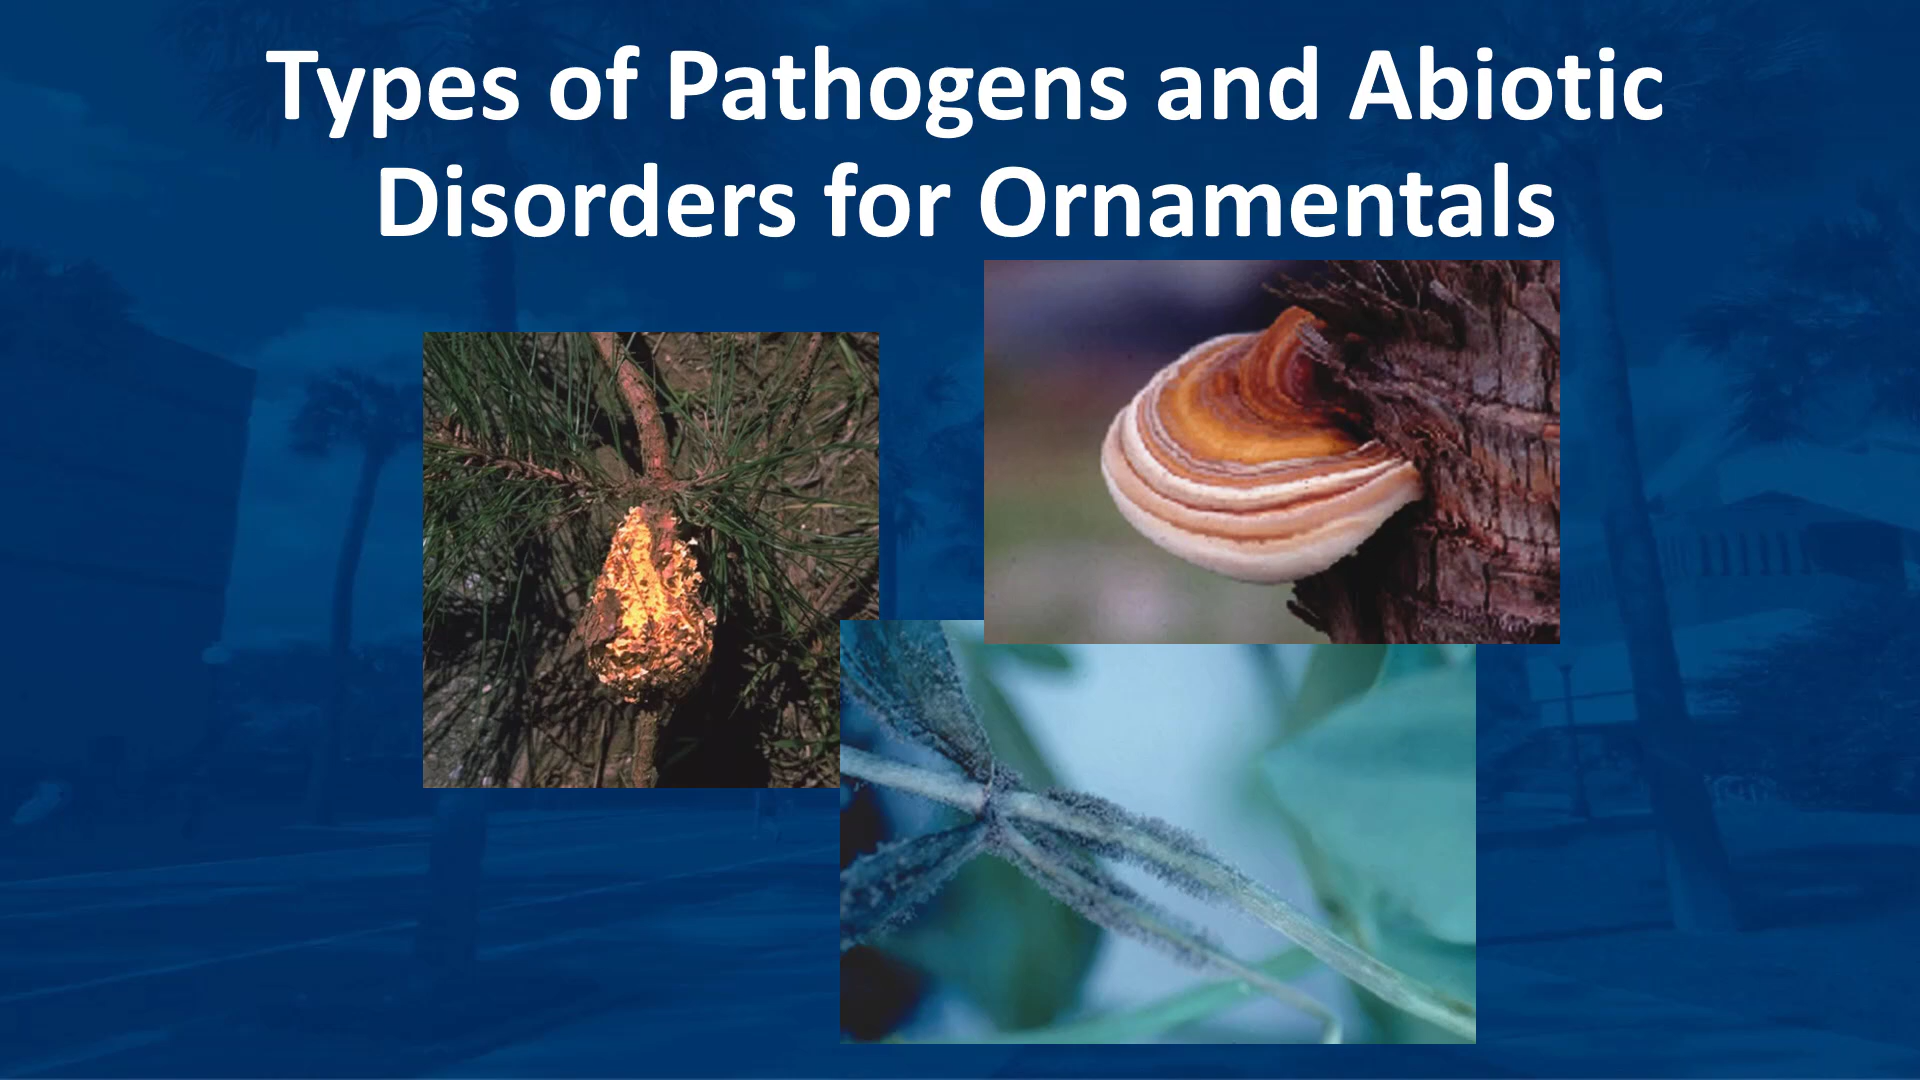 Types of Pathogens and Abiotic
Disorders for Ornamentals